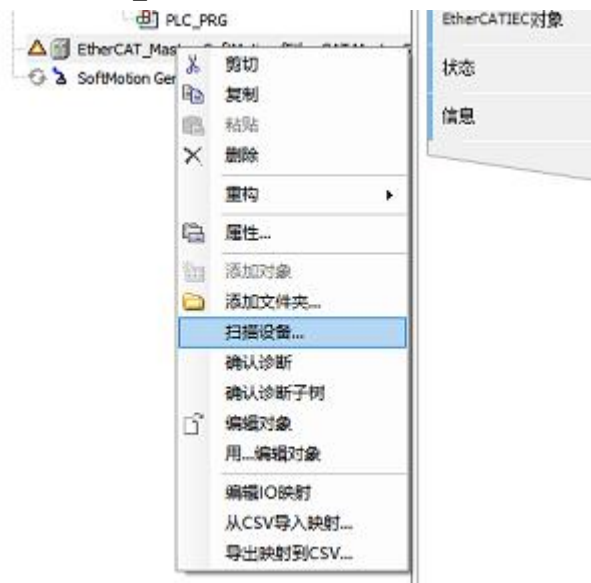 PLC_PRG
EtherCAT_Mas
SoftMotion Ger
剪切
复制
粘贴
删除
重构
属性...
添加对象
添加文件夹...
扫描设备...
确认诊断
确认诊断子树
编辑对象
用...编辑对象
编辑IO映射
从CSV导入映射...
导出映射到CSV...
EtherCATIEC对象
状态
信息